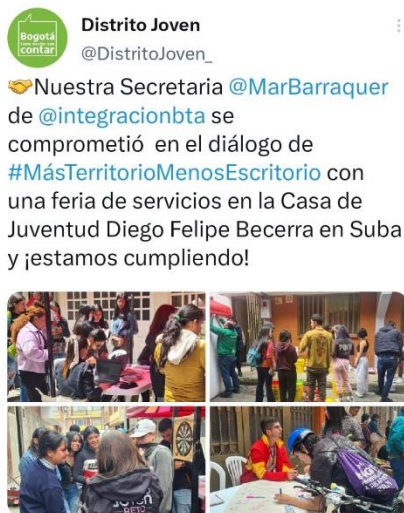 Bogotá
contar
Distrito Joven
@DistritoJoven_
🤝Nuestra Secretaria @MarBarraquer
de @integracionbta se
comprometió en el diálogo de
#MásTerritorioMenosEscritorio con
una feria de servicios en la Casa de
Juventud Diego Felipe Becerra en Suba
y ¡estamos cumpliendo!
RETO